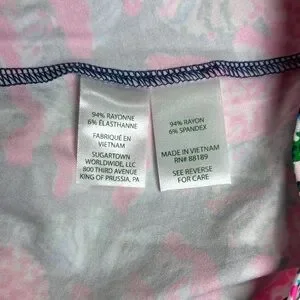 94% RAYONNE
6% ÉLASTHANNE
FABRIQUÉ EN
VIETNAM
SUGARTOWN
WORLDWIDE, LLC
800 THIRD AVENUE
KING OF PRUSSIA, PA
94% RAYON
6% SPANDEX
MADE IN VIETNAM
RN# 88189
SEE REVERSE
FOR CARE